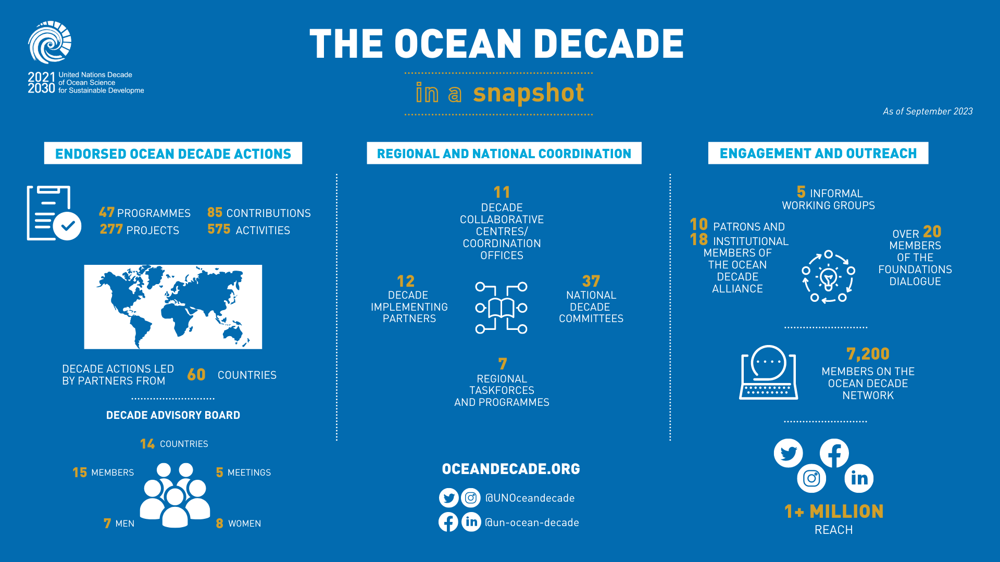 THE OCEAN DECADE
in a snapshot
2021
2030
United Nations Decade
of Ocean Science
for Sustainable Developme
As of September 2023
ENDORSED OCEAN DECADE ACTIONS
47 PROGRAMMES
85 CONTRIBUTIONS
277 PROJECTS
575 ACTIVITIES
DECADE ACTIONS LED
BY PARTNERS FROM
60 COUNTRIES
DECADE ADVISORY BOARD
14 COUNTRIES
15 MEMBERS
5 MEETINGS
7 MEN
8 WOMEN
REGIONAL AND NATIONAL COORDINATION
11
DECADE
COLLABORATIVE
CENTRES/
COORDINATION
OFFICES
12
DECADE
IMPLEMENTING
PARTNERS
37
NATIONAL
DECADE
COMMITTEES
7
REGIONAL
TASKFORCES
AND PROGRAMMES
OCEANDECADE.ORG
@UNOceandecade
in
@un-ocean-decade
ENGAGEMENT AND OUTREACH
5 INFORMAL
WORKING GROUPS
10 PATRONS AND
18 INSTITUTIONAL
MEMBERS OF
THE OCEAN
DECADE
ALLIANCE
OVER 20
MEMBERS
OF THE
FOUNDATIONS
DIALOGUE
7,200
MEMBERS ON THE
OCEAN DECADE
NETWORK
in
1+ MILLION
REACH